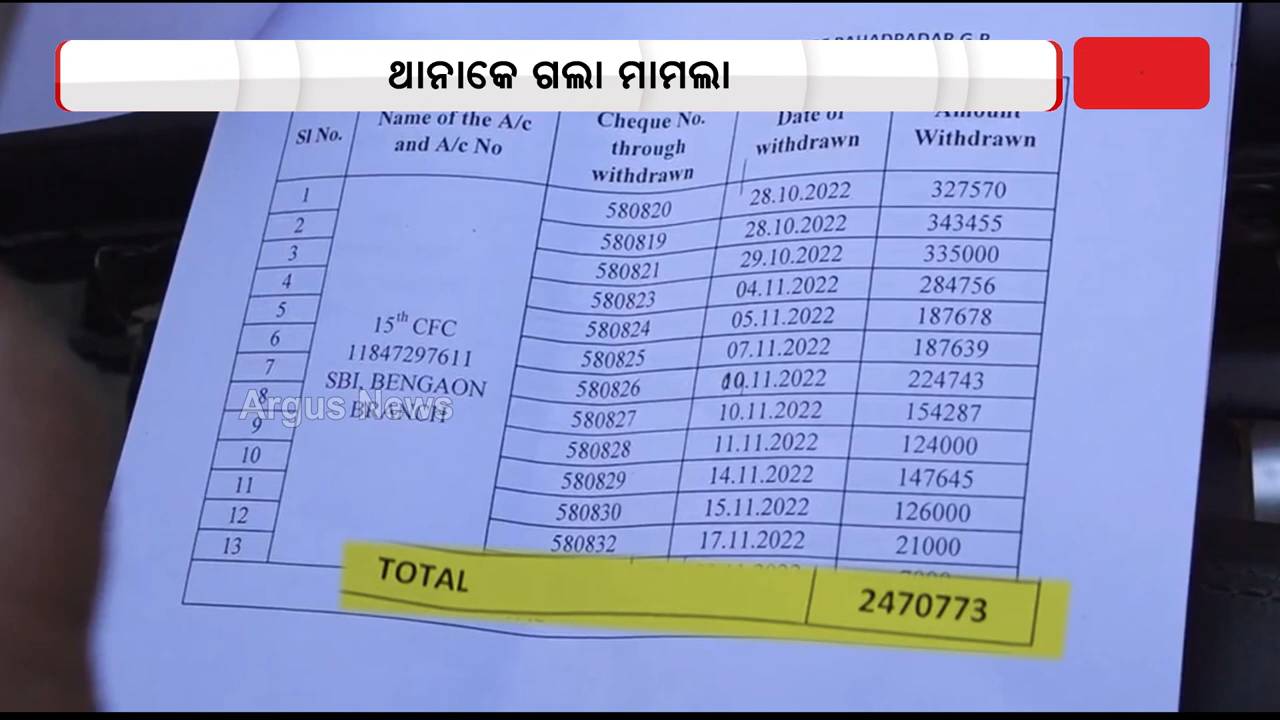 ଥାନାକେ ଗଲା ମାମଲା
Sl No. Name of the A/c and A/c No Cheque No. through withdrawn Date of withdrawn Amount Withdrawn
1 580820 28.10.2022 327570
2 580819 28.10.2022 343455
3 580821 29.10.2022 335000
4 580823 04.11.2022 284756
5 580824 05.11.2022 187678
6 580825 07.11.2022 187639
7 580826 10.11.2022 224743
8 580827 10.11.2022 154287
9 580828 11.11.2022 124000
10 580829 14.11.2022 147645
11 580830 15.11.2022 126000
12 580832 17.11.2022 21000
13
15th CFC
11847297611
SBI, BENGAON
BRANCH
Argus News
TOTAL 2470773